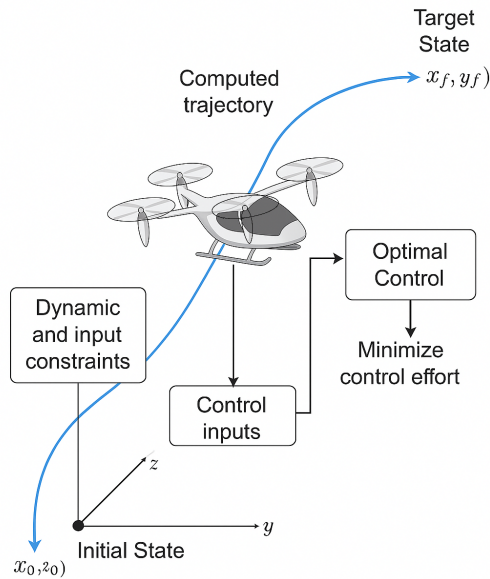 Target
State
x_f, y_f)
Computed
trajectory
Optimal
Control
Dynamic
and input
constraints
Minimize
control effort
Control
inputs
z
y
Initial State
x_0,z_0)